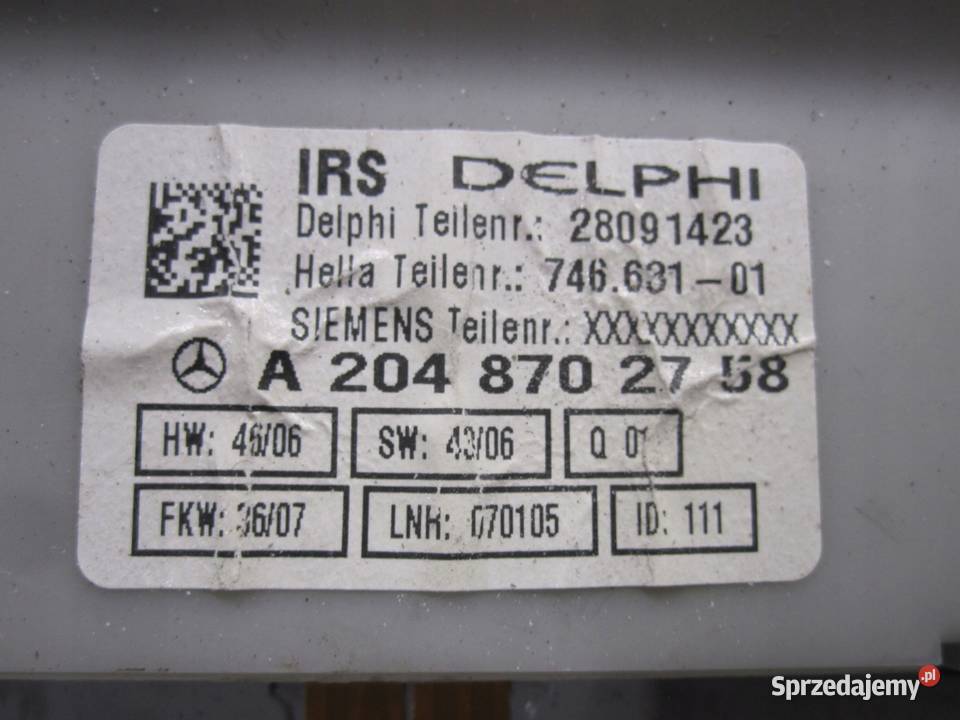 IRS DELPHI
Delphi Teilenr.: 28091423
Hella Teilenr.: 746.631-01
SIEMENS Teilenr.: XXXXXXXXXXX
A 204 870 27 58
HW: 46/06 SW: 43/06 Q 01
FKW: 36/07 LNH: 070105 ID: 111
Sprzedajemy.pl